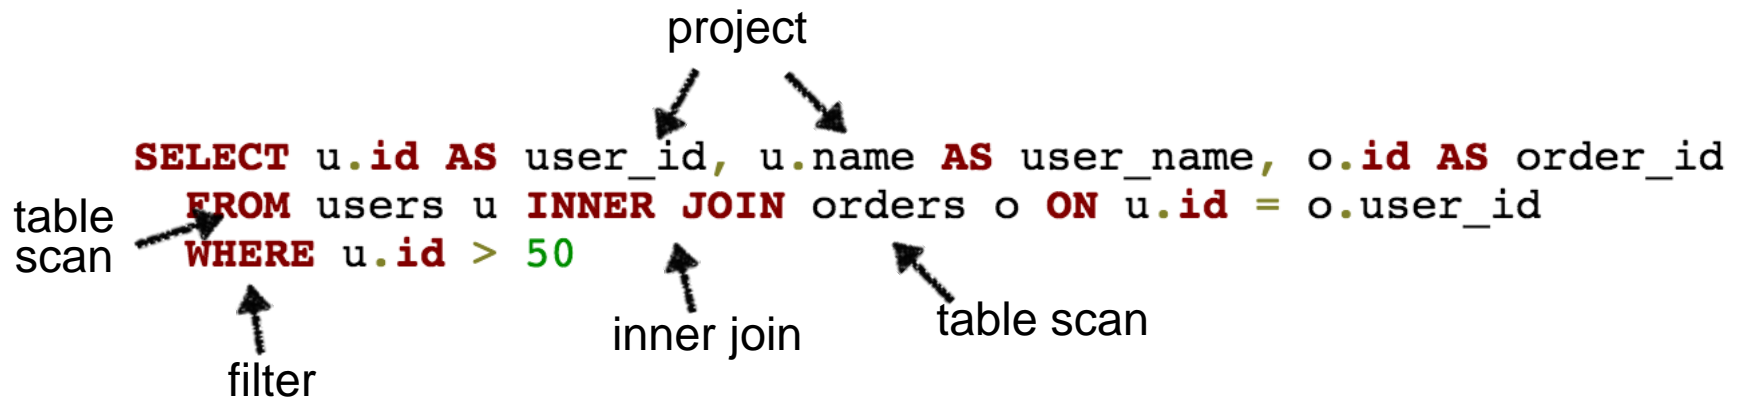 project
SELECT u.id AS user_id, u.name AS user_name, o.id AS order_id
FROM users u INNER JOIN orders o ON u.id = o.user_id
WHERE u.id > 50
table
scan
inner join
table scan
filter